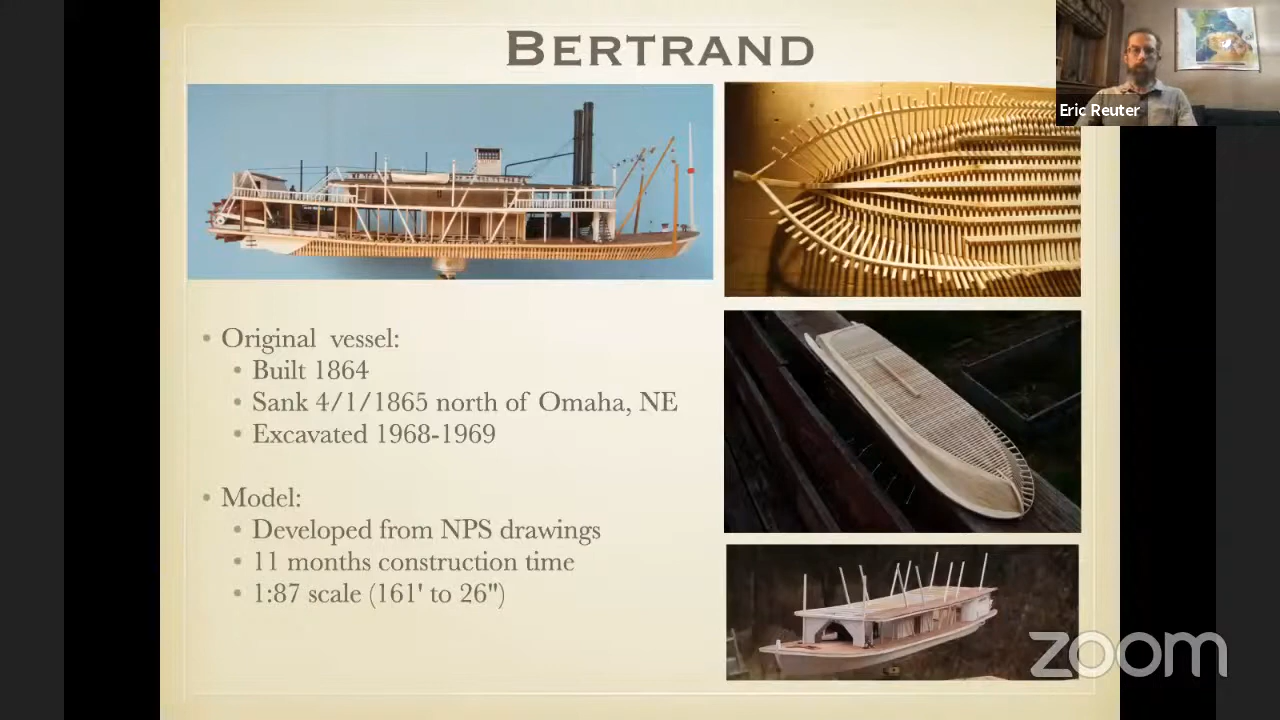 BERTRAND
Eric Reuter
• Original vessel:
• Built 1864
• Sank 4/1/1865 north of Omaha, NE
• Excavated 1968-1969
• Model:
• Developed from NPS drawings
• 11 months construction time
• 1:87 scale (161' to 26")
zoom